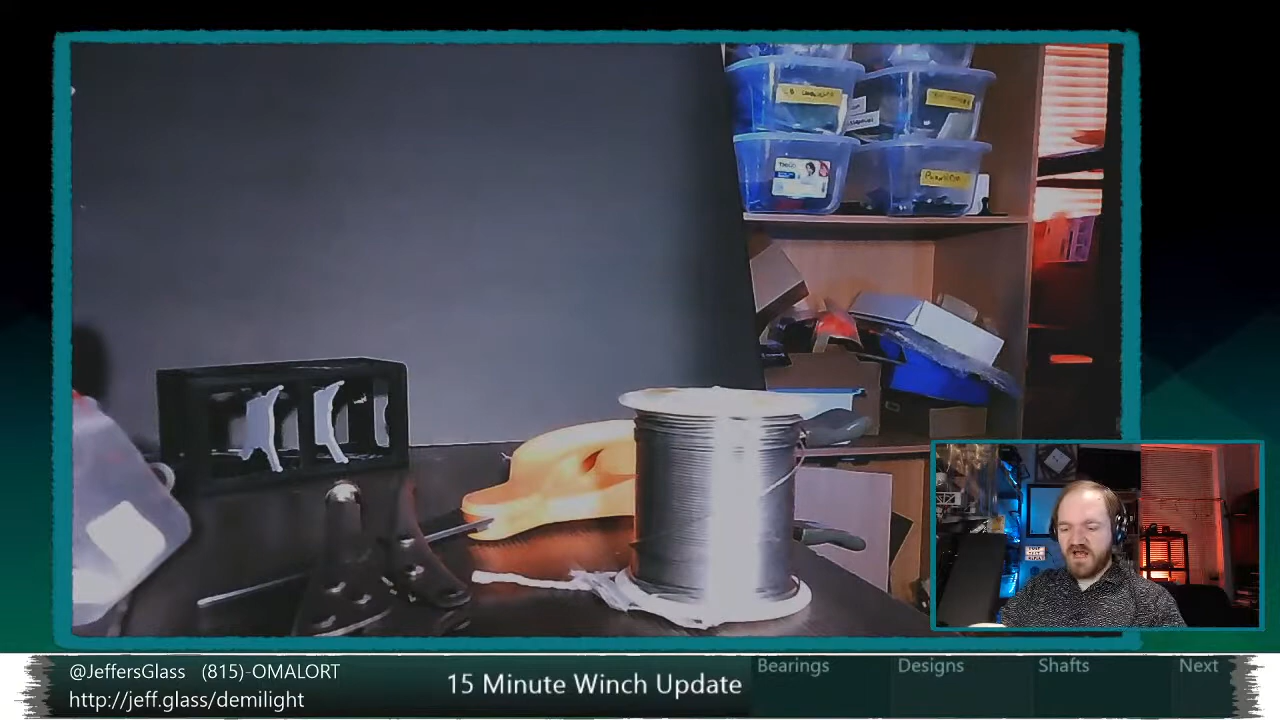 @JeffersGlass (815)-OMALORT
http://jeff.glass/demilight
15 Minute Winch Update
Bearings
Designs
Shafts
Next